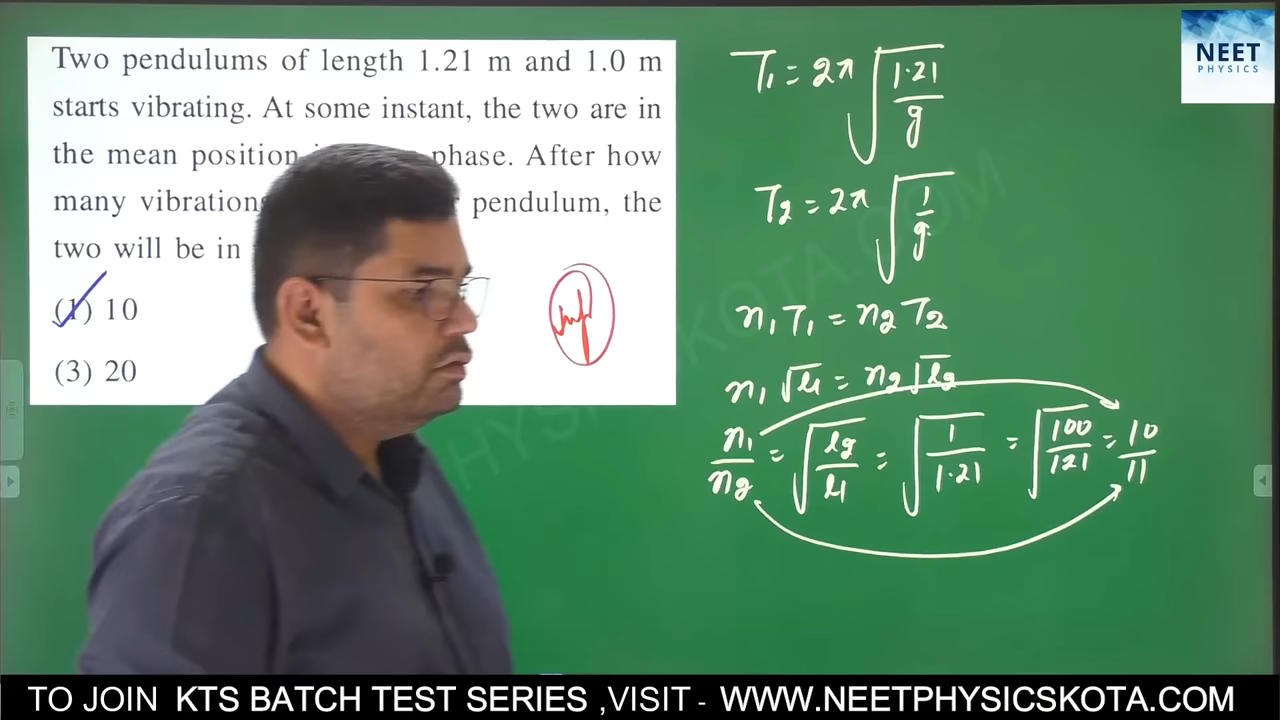 Two pendulums of length 1.21 m and 1.0 m
starts vibrating. At some instant, the two are in
the mean position phase. After how
many vibrations pendulum, the
two will be in
(1) 10
(3) 20
T₁ = 2π √(1.21/g)
T₂ = 2π √(1/g)
n₁T₁ = n₂T₂
n₁√l₁ = n₂√l₂
n₁/n₂ = √(l₂/l₁) = √(1/1.21) = √(100/121) = 10/11
NEET
PHYSICS
TO JOIN KTS BATCH TEST SERIES ,VISIT - WWW.NEETPHYSICSKOTA.COM